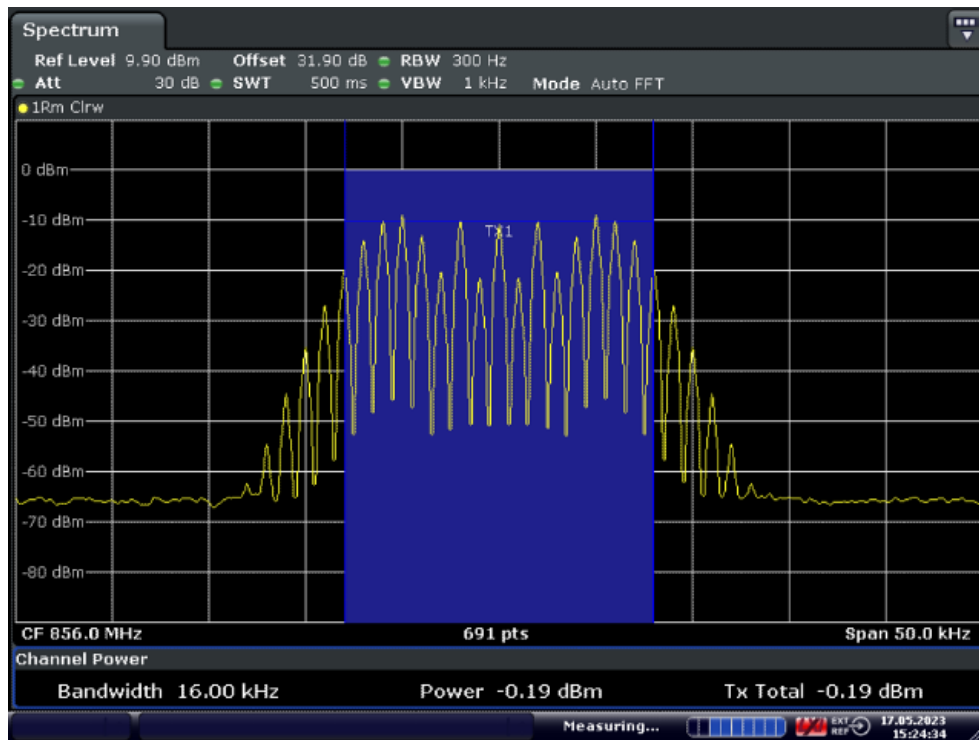 Spectrum
Ref Level 9.90 dBm Offset 31.90 dB RBW 300 Hz
Att 30 dB SWT 500 ms VBW 1 kHz Mode Auto FFT
1Rm Clrw
0 dBm
-10 dBm
TX1
-20 dBm
-30 dBm
-40 dBm
-50 dBm
-60 dBm
-70 dBm
-80 dBm
CF 856.0 MHz 691 pts Span 50.0 kHz
Channel Power
Bandwidth 16.00 kHz Power -0.19 dBm Tx Total -0.19 dBm
Measuring... EXT REF 17.05.2023
15:24:34